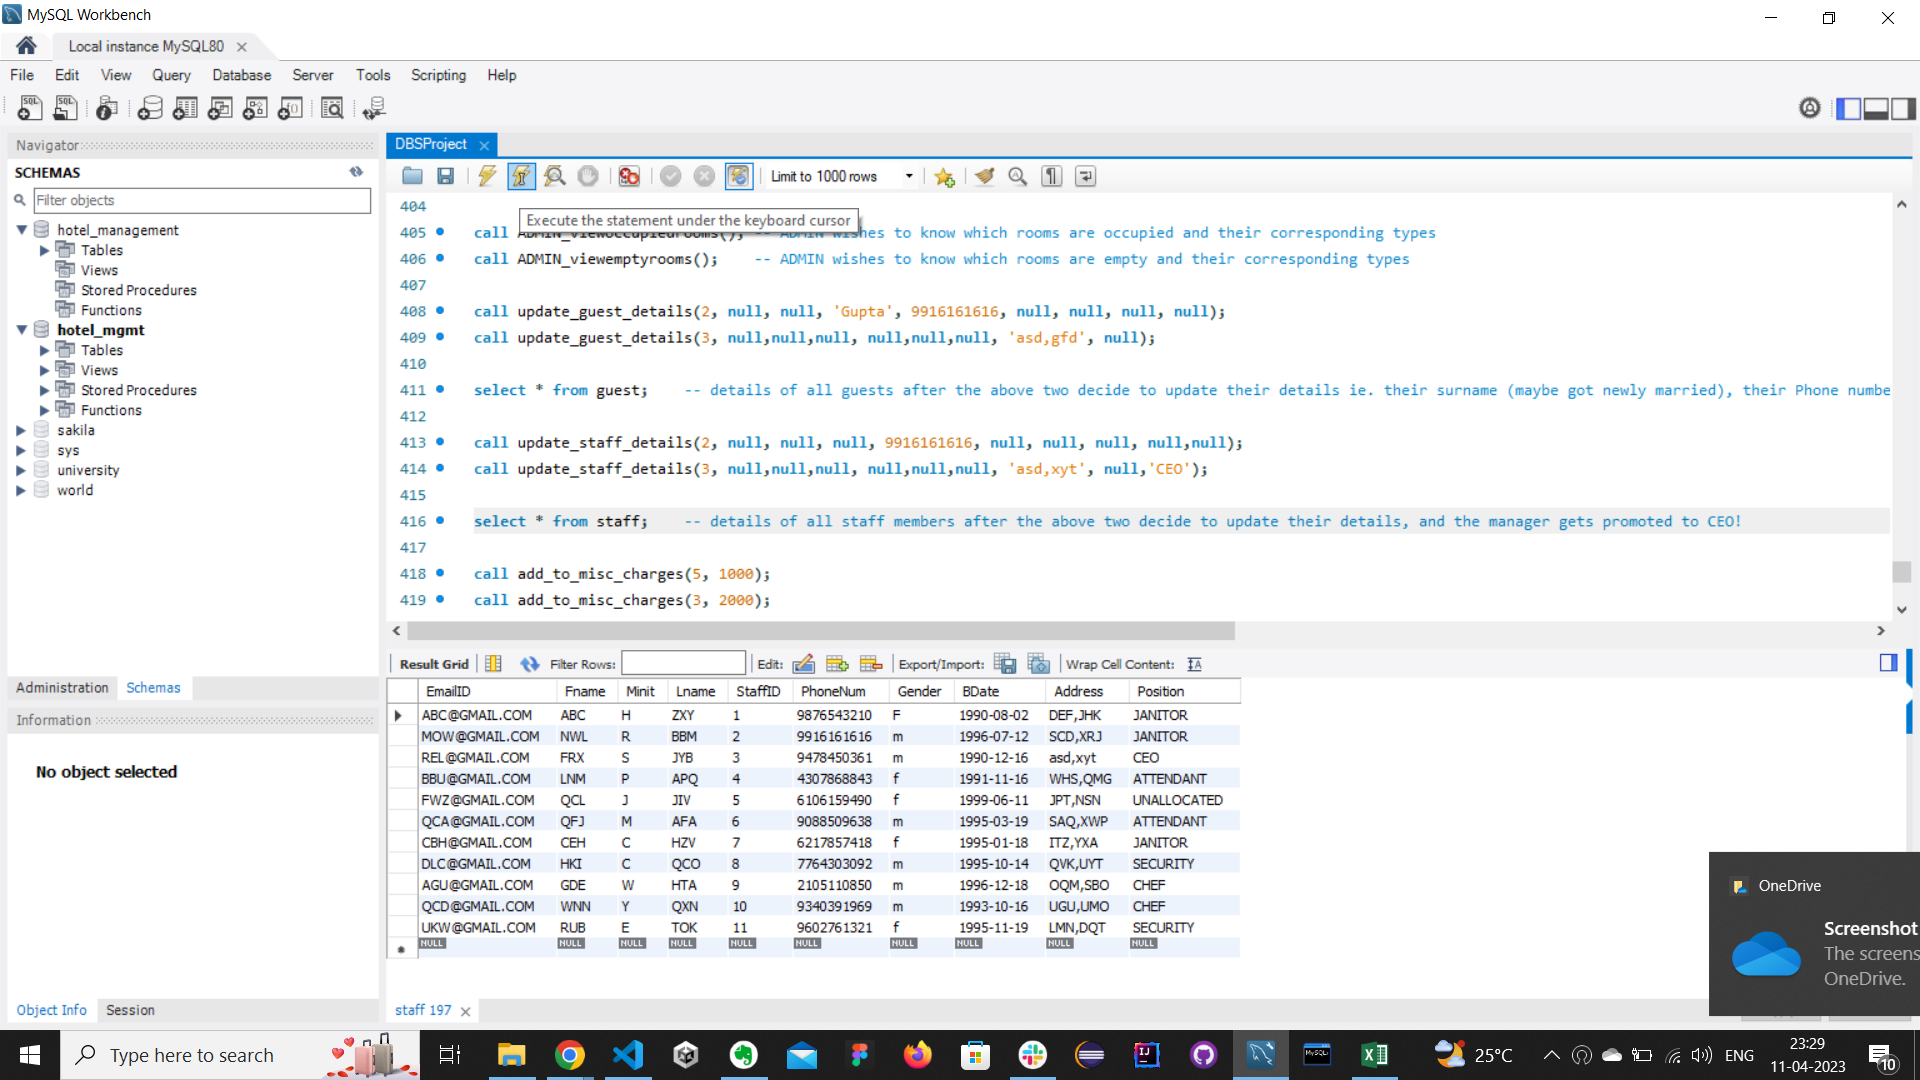 MySQL Workbench
Local instance MySQL80
File Edit View Query Database Server Tools Scripting Help
Navigator
SCHEMAS
Filter objects
hotel_management
Tables
Views
Stored Procedures
Functions
hotel_mgmt
Tables
Views
Stored Procedures
Functions
sakila
sys
university
world
Administration Schemas
Information
No object selected
Object Info Session
DBSProject
Limit to 1000 rows
Execute the statement under the keyboard cursor
404
405 call ADMIN_viewoccupiedrooms(); -- ADMIN wishes to know which rooms are occupied and their corresponding types
406 call ADMIN_viewemptyrooms(); -- ADMIN wishes to know which rooms are empty and their corresponding types
407
408 call update_guest_details(2, null, null, 'Gupta', 9916161616, null, null, null, null);
409 call update_guest_details(3, null,null,null, null,null,null, 'asd,gfd', null);
410
411 select * from guest; -- details of all guests after the above two decide to update their details ie. their surname (maybe got newly married), their Phone numbe
412
413 call update_staff_details(2, null, null, null, 9916161616, null, null, null, null,null);
414 call update_staff_details(3, null,null,null, null,null,null, 'asd,xyt', null,'CEO');
415
416 select * from staff; -- details of all staff members after the above two decide to update their details, and the manager gets promoted to CEO!
417
418 call add_to_misc_charges(5, 1000);
419 call add_to_misc_charges(3, 2000);
Result Grid Filter Rows: Edit: Export/Import: Wrap Cell Content:
EmailID Fname Minit Lname StaffID PhoneNum Gender BDate Address Position
ABC@GMAIL.COM ABC H ZXY 1 9876543210 F 1990-08-02 DEF,JHK JANITOR
MOW@GMAIL.COM NWL R BBM 2 9916161616 m 1996-07-12 SCD,XRJ JANITOR
REL@GMAIL.COM FRX S JYB 3 9478450361 m 1990-12-16 asd,xyt CEO
BBU@GMAIL.COM LNM P APQ 4 4307868843 f 1991-11-16 WHS,QMG ATTENDANT
FWZ@GMAIL.COM QCL J JIV 5 6106159490 f 1999-06-11 JPT,NSN UNALLOCATED
QCA@GMAIL.COM QFJ M AFA 6 9088509638 m 1995-03-19 SAQ,XWP ATTENDANT
CBH@GMAIL.COM CEH C HZV 7 6217857418 f 1995-01-18 ITZ,YXA JANITOR
DLC@GMAIL.COM HKI C QCO 8 7764303092 m 1995-10-14 QVK,UYT SECURITY
AGU@GMAIL.COM GDE W HTA 9 2105110850 m 1996-12-18 OQM,SBO CHEF
QCD@GMAIL.COM WNN Y QXN 10 9340391969 m 1993-10-16 UGU,UMO CHEF
UKW@GMAIL.COM RUB E TOK 11 9602761321 f 1995-11-19 LMN,DQT SECURITY
NULL NULL NULL NULL NULL NULL NULL NULL NULL NULL
staff 197
OneDrive
Screenshot
The screens
OneDrive.
Type here to search
25°C
ENG
23:29
11-04-2023
10